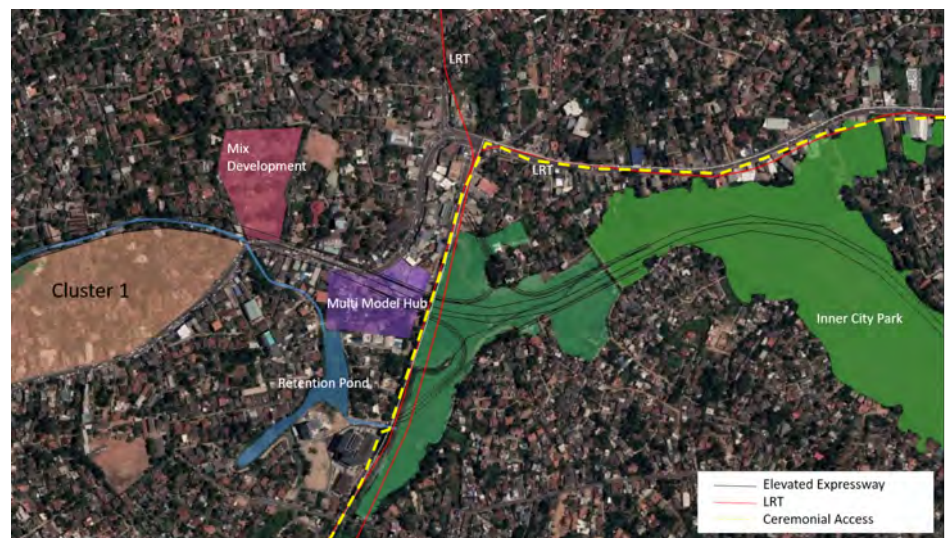 LRT
Mix
Development
LRT
Cluster 1
Multi Model Hub
Inner City Park
Retention Pond
Elevated Expressway
LRT
Ceremonial Access